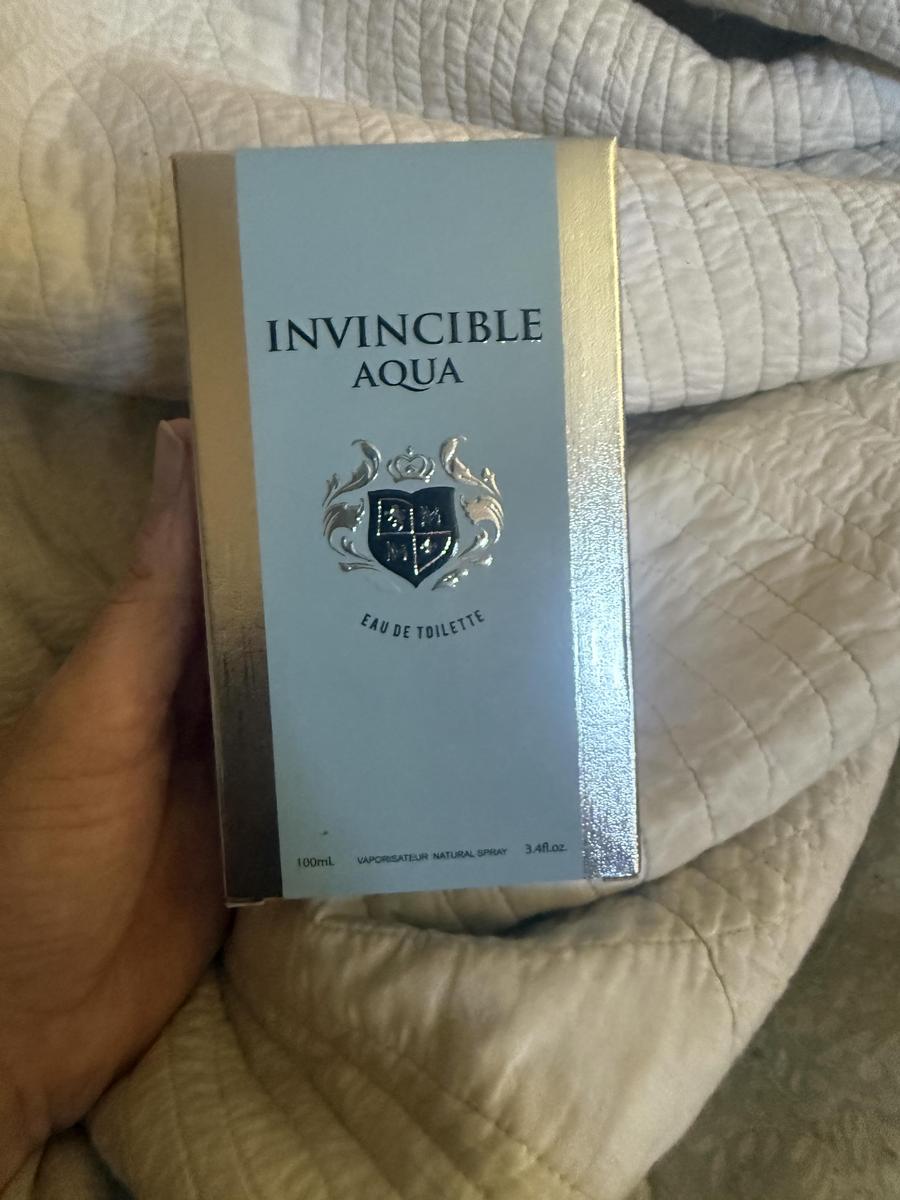 INVINCIBLE
AQUA
M
M
EAU DE TOILETTE
100mL VAPORISATEUR NATURAL SPRAY 3.4fl.oz.